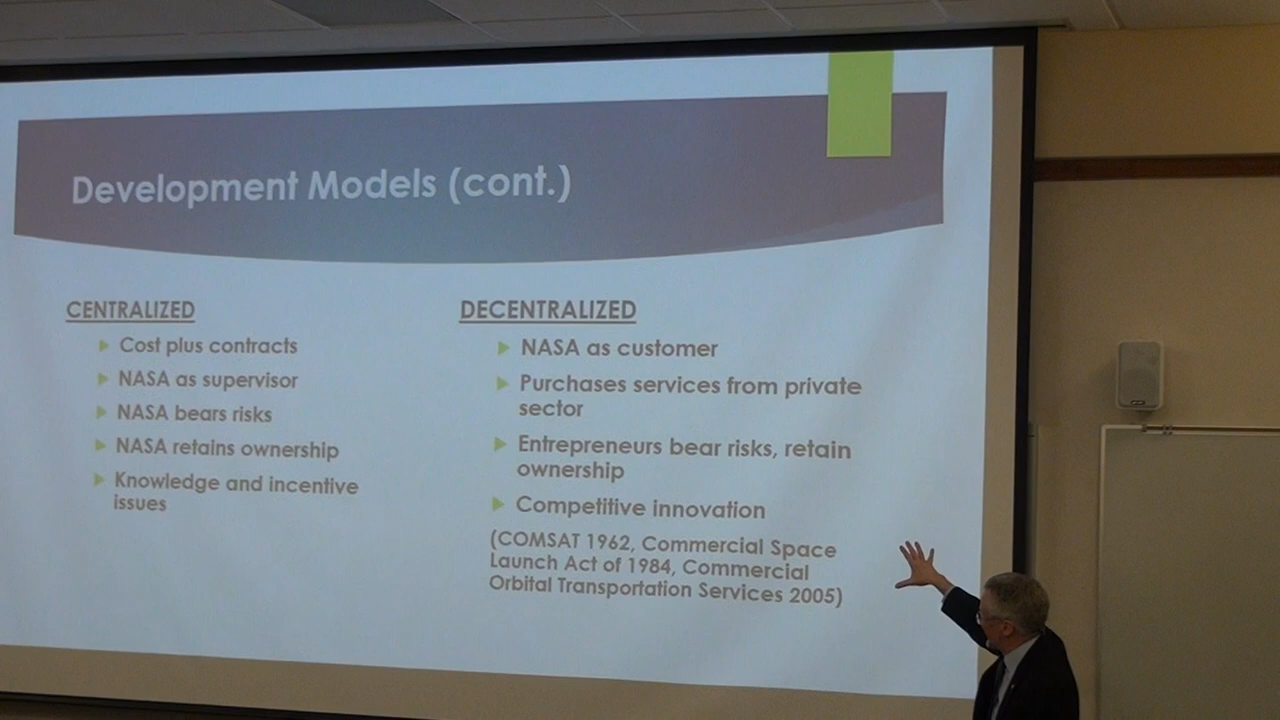 Development Models (cont.)
CENTRALIZED
Cost plus contracts
NASA as supervisor
NASA bears risks
NASA retains ownership
Knowledge and incentive
issues
DECENTRALIZED
NASA as customer
Purchases services from private
sector
Entrepreneurs bear risks, retain
ownership
Competitive innovation
(COMSAT 1962, Commercial Space
Launch Act of 1984, Commercial
Orbital Transportation Services 2005)